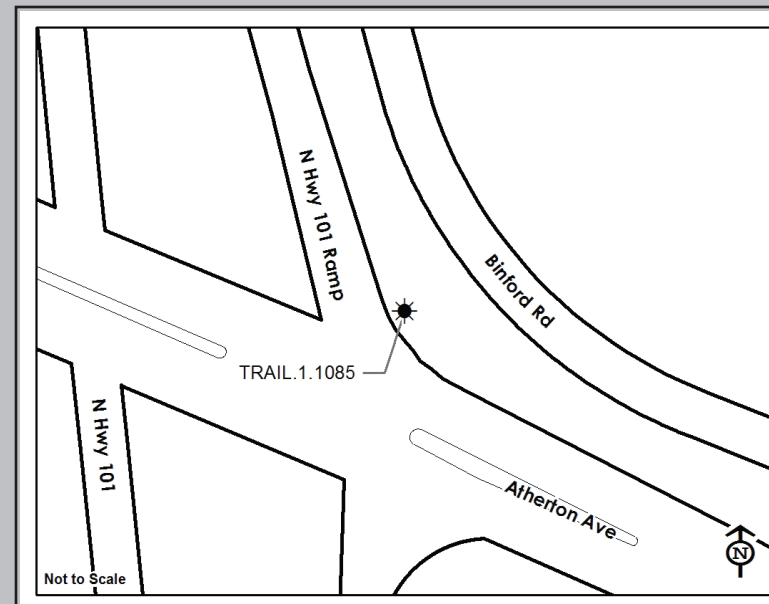 N Hwy 101 Ramp
Binford Rd
TRAIL.1.1085
N Hwy 101
Atherton Ave
N
Not to Scale